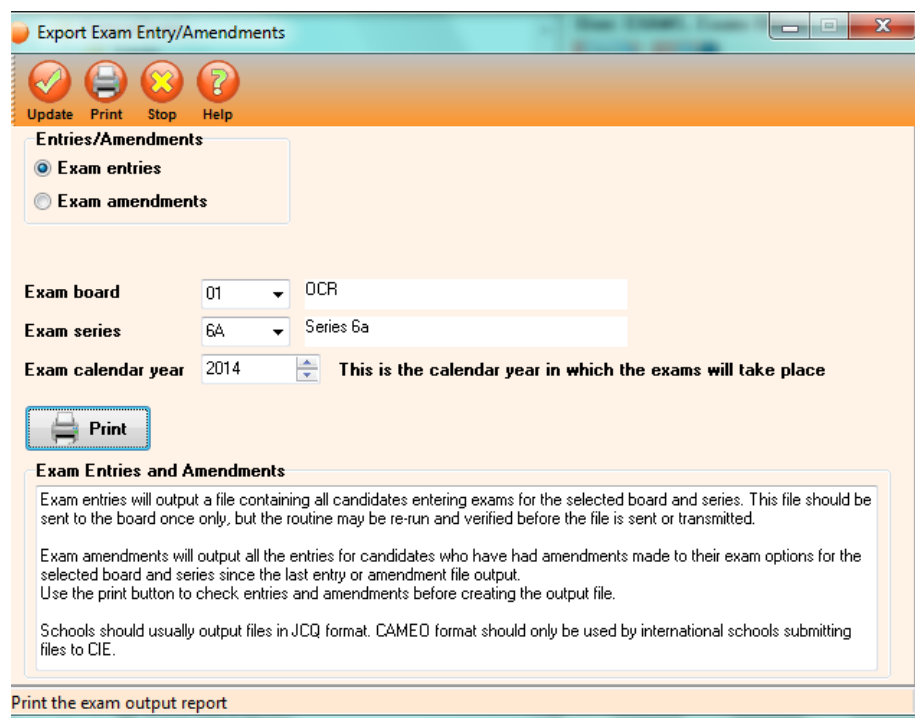 Export Exam Entry/Amendments
Update Print Stop Help
Entries/Amendments
Exam entries
Exam amendments
Exam board 01 OCR
Exam series 6A Series 6a
Exam calendar year 2014 This is the calendar year in which the exams will take place
Print
Exam Entries and Amendments
Exam entries will output a file containing all candidates entering exams for the selected board and series. This file should be
sent to the board once only, but the routine may be re-run and verified before the file is sent or transmitted.
Exam amendments will output all the entries for candidates who have had amendments made to their exam options for the
selected board and series since the last entry or amendment file output.
Use the print button to check entries and amendments before creating the output file.
Schools should usually output files in JCQ format. CAMEO format should only be used by international schools submitting
files to CIE.
Print the exam output report